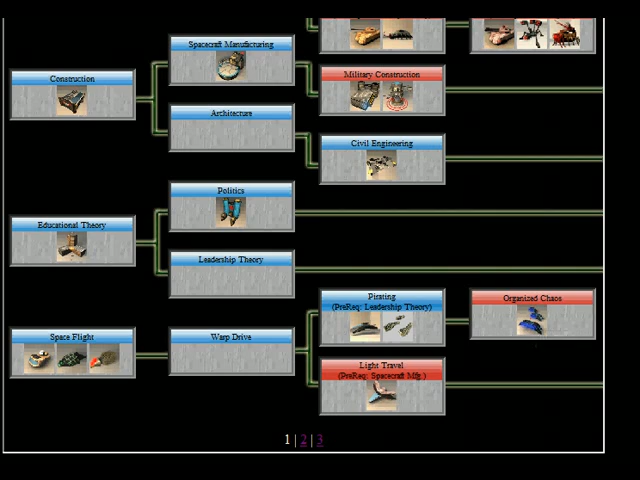 Spacecraft Manufacturing
Construction
Military Construction
Architecture
Civil Engineering
Politics
Educational Theory
Leadership Theory
Pirating
(PreReq: Leadership Theory)
Organized Chaos
Space Flight
Warp Drive
Light Travel
(PreReq: Spacecraft Mfg.)
1 | 2 | 3